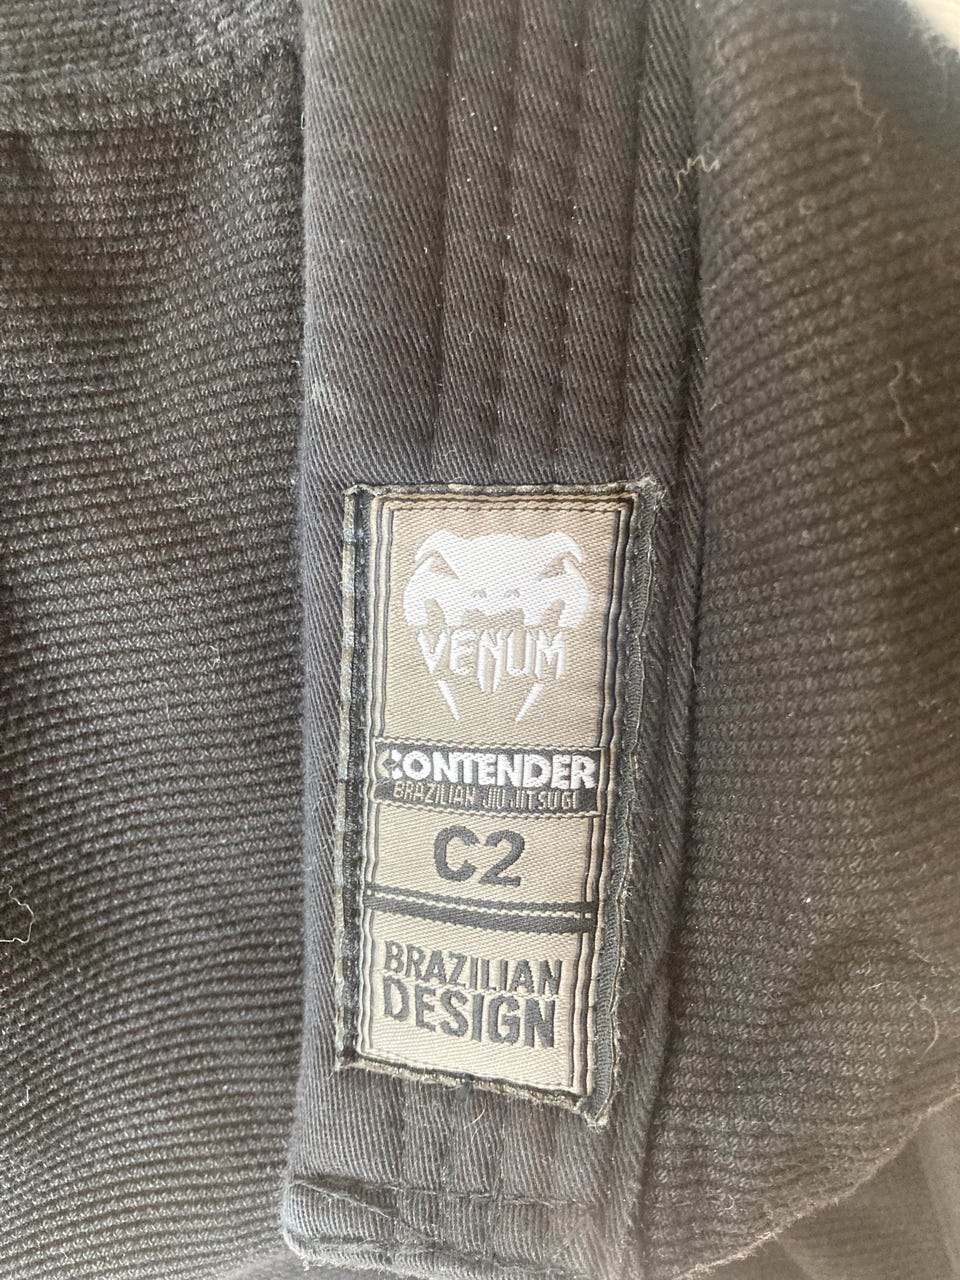 VENUM
CONTENDER
BRAZILIAN JIU JITSU GI
C2
BRAZILIAN
DESIGN